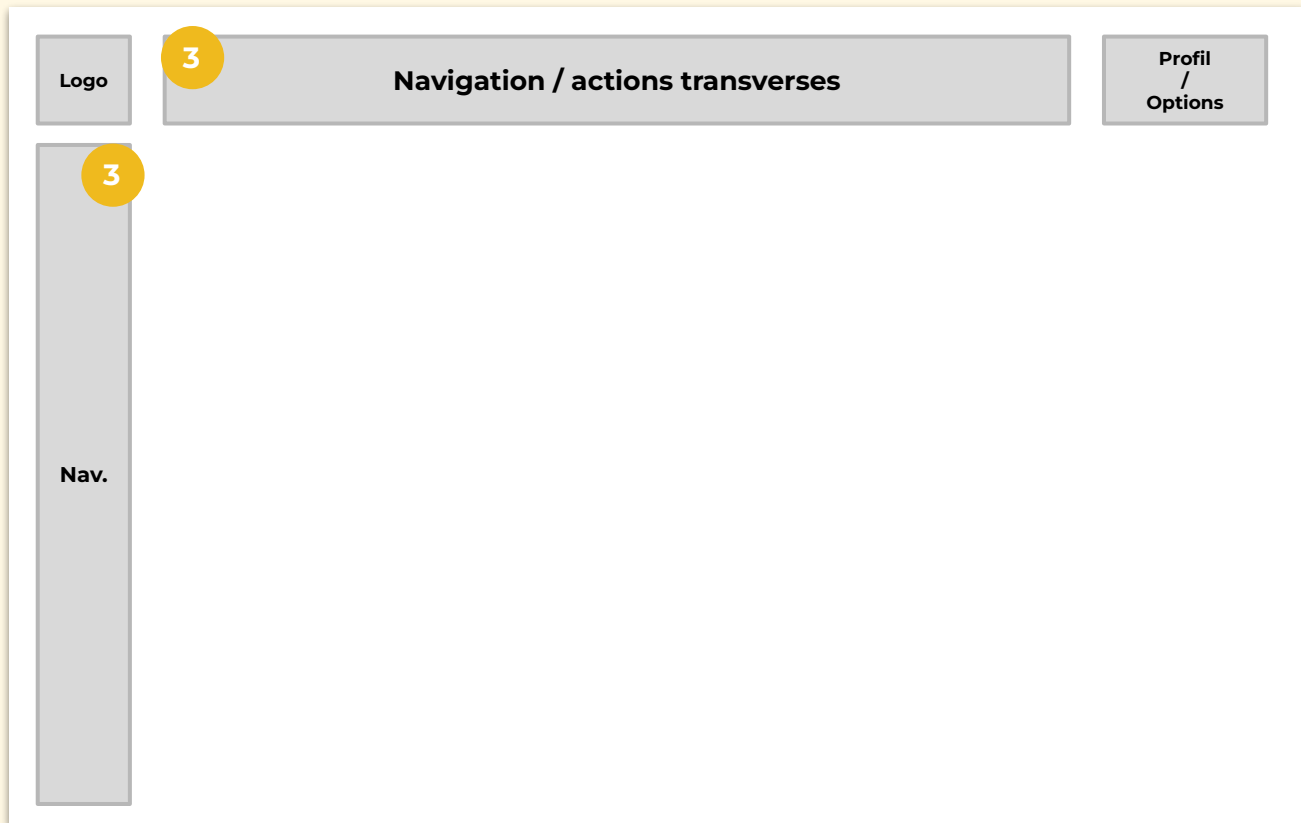 Logo
3
Navigation / actions transverses
Profil
/
Options
3
Nav.